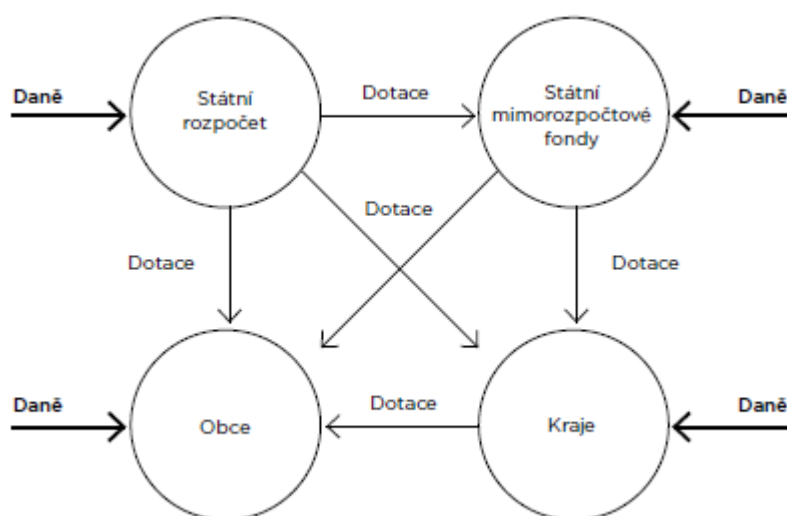 Daně
Státní
rozpočet
Dotace
Státní
mimorozpočtové
fondy
Daně
Dotace
Dotace
Dotace
Daně
Obce
Dotace
Kraje
Daně